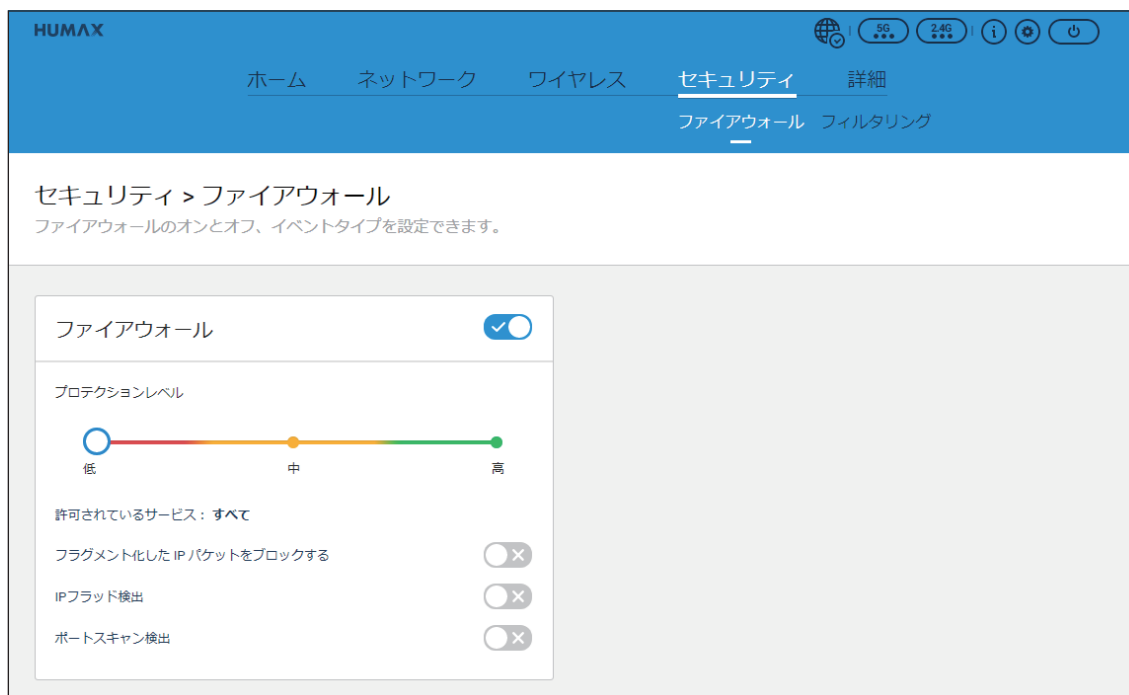 HUMAX
5G
2.4G
i
ホーム ネットワーク ワイヤレス セキュリティ 詳細
ファイアウォール フィルタリング
セキュリティ > ファイアウォール
ファイアウォールのオンとオフ、イベントタイプを設定できます。
ファイアウォール
プロテクションレベル
低 中 高
許可されているサービス : すべて
フラグメント化した IP パケットをブロックする
IPフラッド検出
ポートスキャン検出